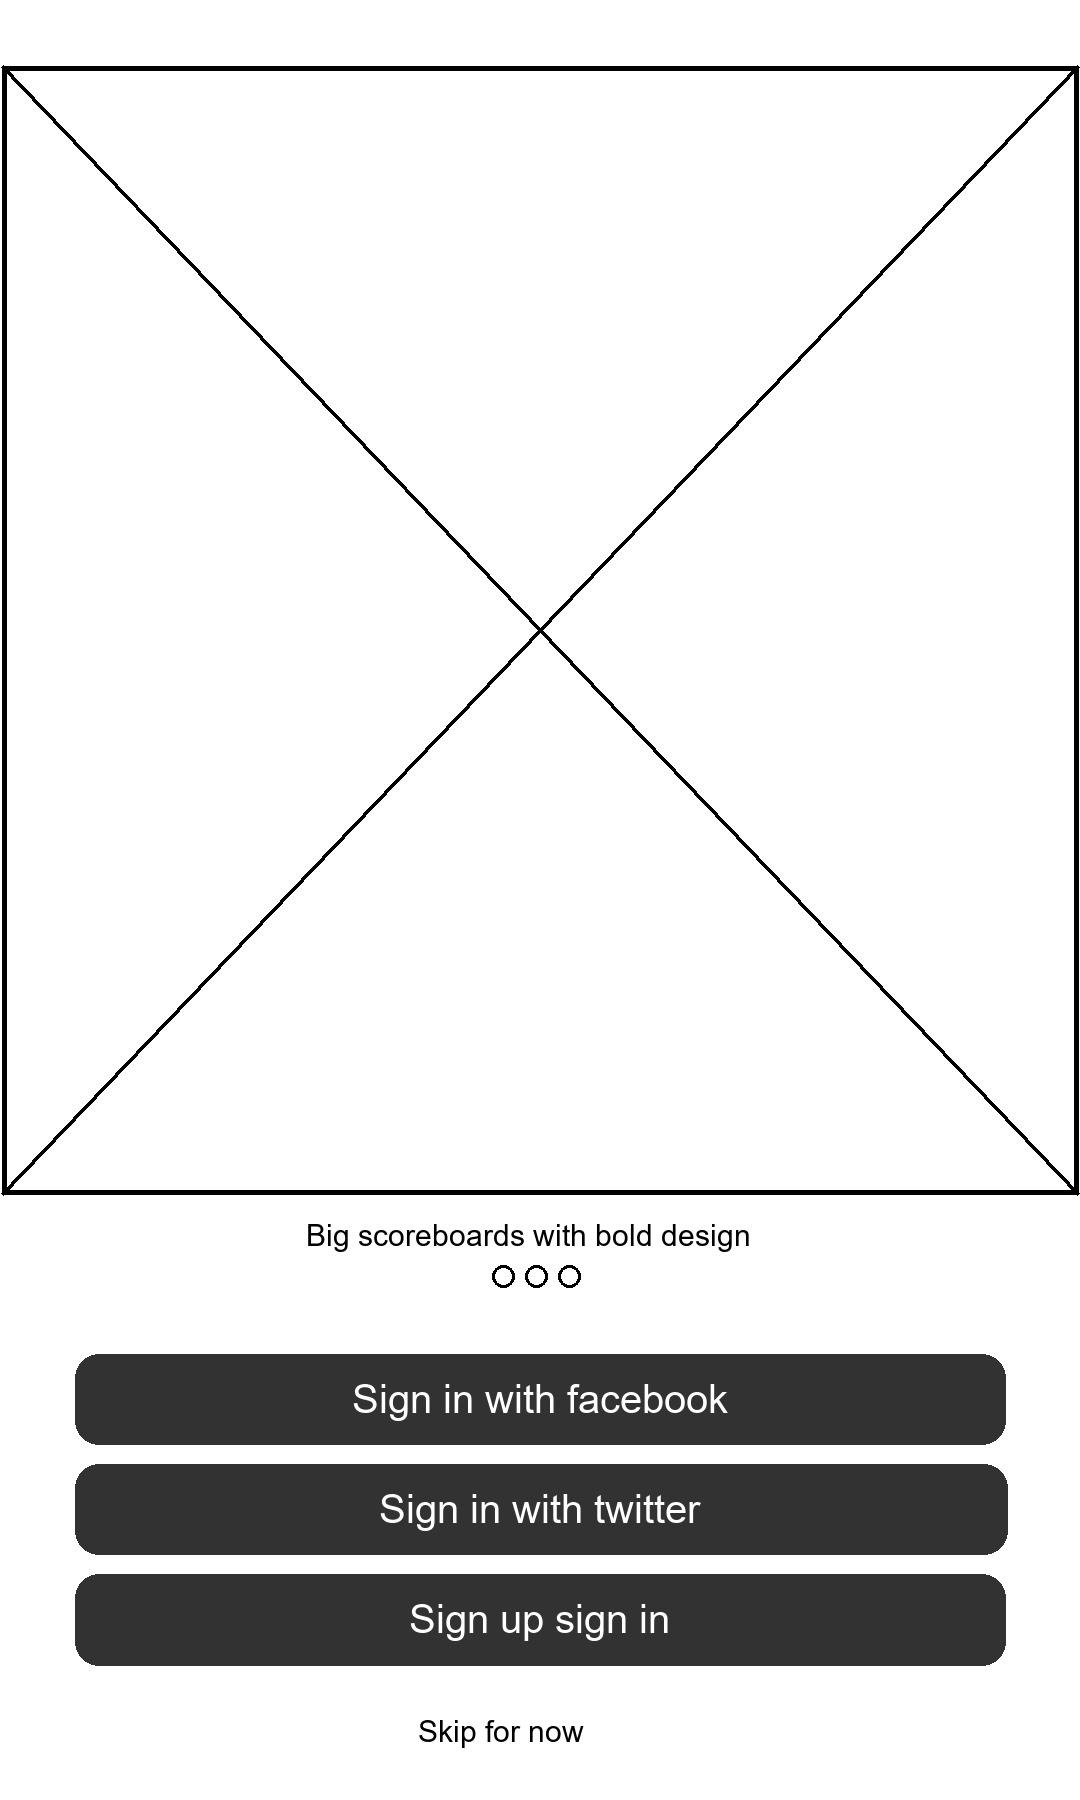 Big scoreboards with bold design
Sign in with facebook
Sign in with twitter
Sign up sign in
Skip for now